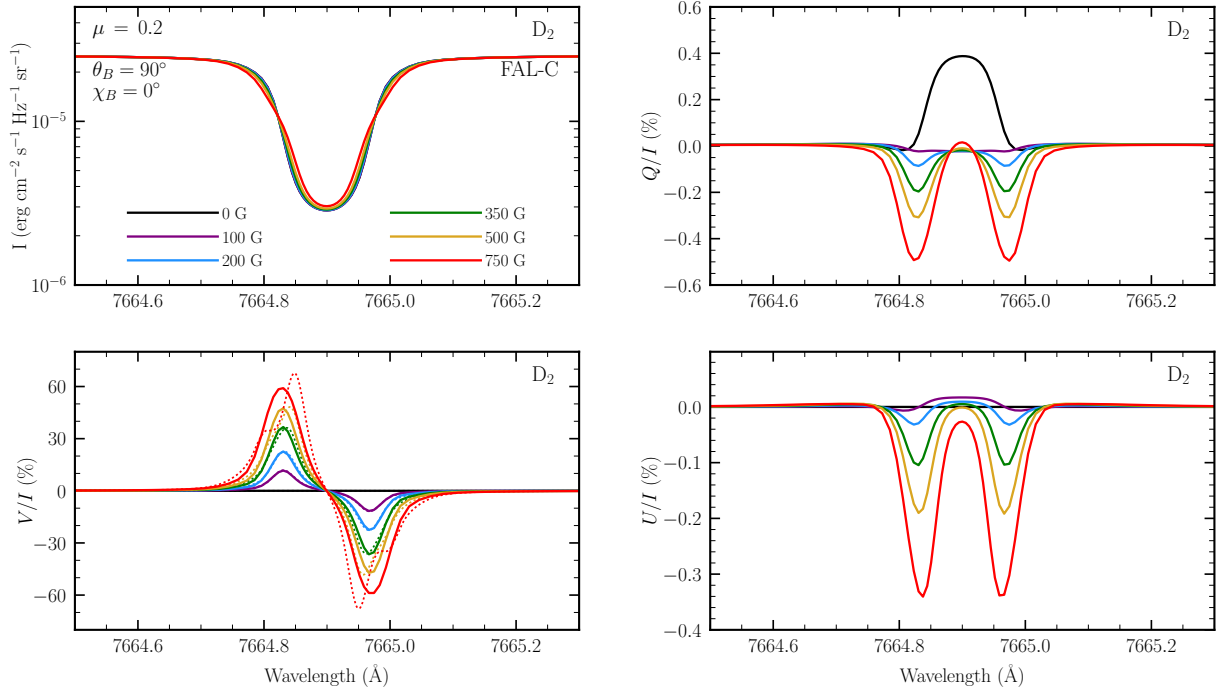 μ = 0.2
D₂
θ_B = 90°
χ_B = 0°
FAL-C
I (erg cm⁻² s⁻¹ Hz⁻¹ sr⁻¹)
10⁻⁵
10⁻⁶
0 G
100 G
200 G
350 G
500 G
750 G
7664.6 7664.8 7665.0 7665.2
D₂
Q/I (%)
0.6
0.4
0.2
0.0
−0.2
−0.4
−0.6
7664.6 7664.8 7665.0 7665.2
D₂
V/I (%)
60
30
0
−30
−60
7664.6 7664.8 7665.0 7665.2
Wavelength (Å)
D₂
U/I (%)
0.0
−0.1
−0.2
−0.3
−0.4
7664.6 7664.8 7665.0 7665.2
Wavelength (Å)